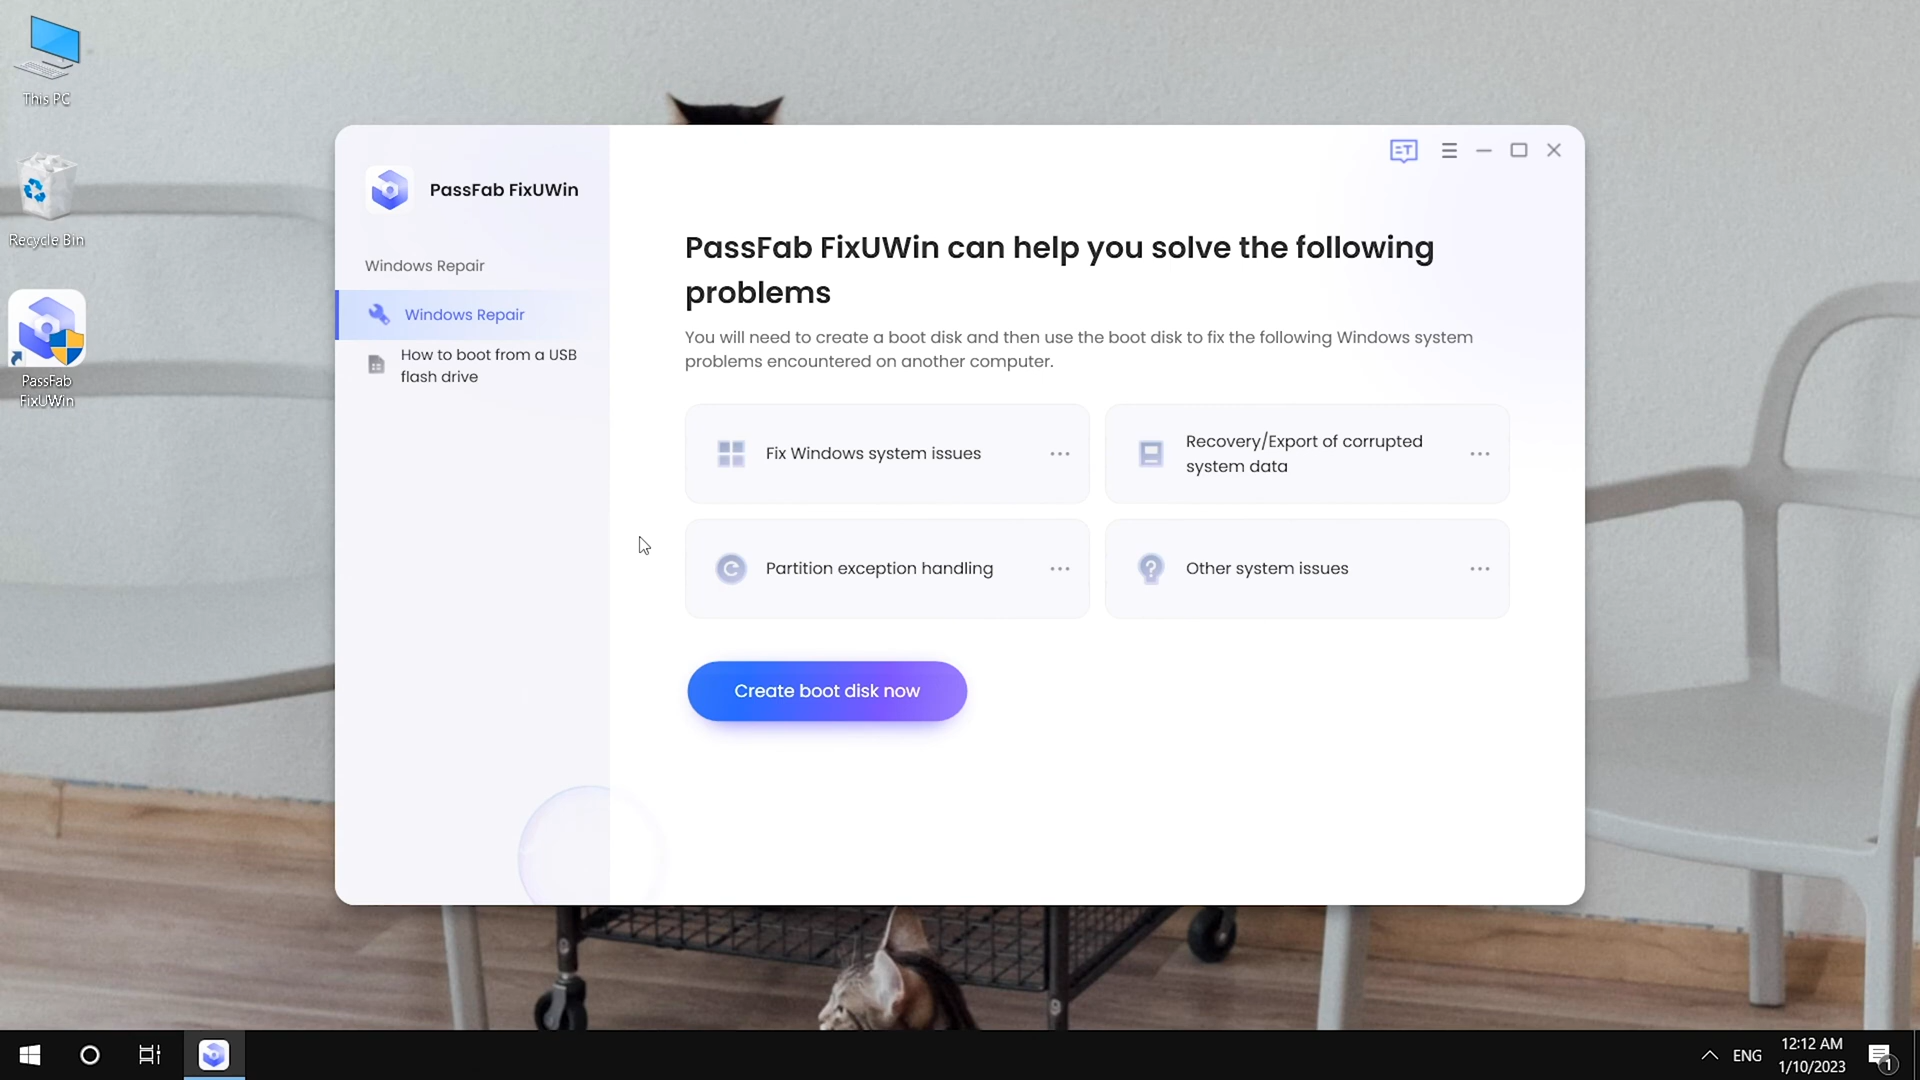 This PC
Recycle Bin
PassFab
FixUWin
PassFab FixUWin
Windows Repair
Windows Repair
How to boot from a USB
flash drive
PassFab FixUWin can help you solve the following
problems
You will need to create a boot disk and then use the boot disk to fix the following Windows system
problems encountered on another computer.
Fix Windows system issues
Recovery/Export of corrupted
system data
Partition exception handling
Other system issues
Create boot disk now
ENG
12:12 AM
1/10/2023
1